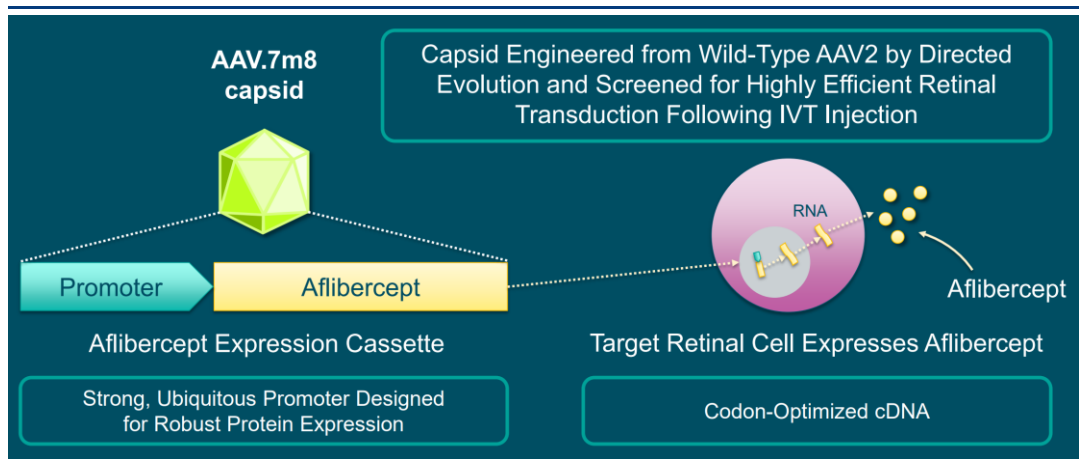 AAV.7m8
capsid
Capsid Engineered from Wild-Type AAV2 by Directed
Evolution and Screened for Highly Efficient Retinal
Transduction Following IVT Injection
Promoter
Aflibercept
RNA
Aflibercept
Aflibercept Expression Cassette
Target Retinal Cell Expresses Aflibercept
Strong, Ubiquitous Promoter Designed
for Robust Protein Expression
Codon-Optimized cDNA